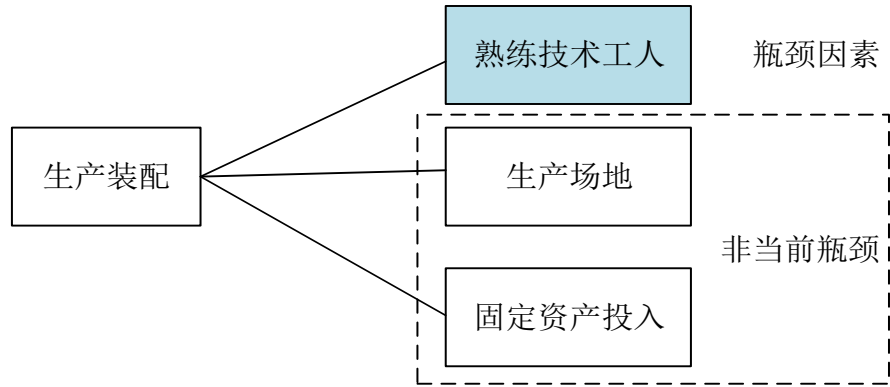 熟练技术工人
瓶颈因素
生产装配
生产场地
非当前瓶颈
固定资产投入